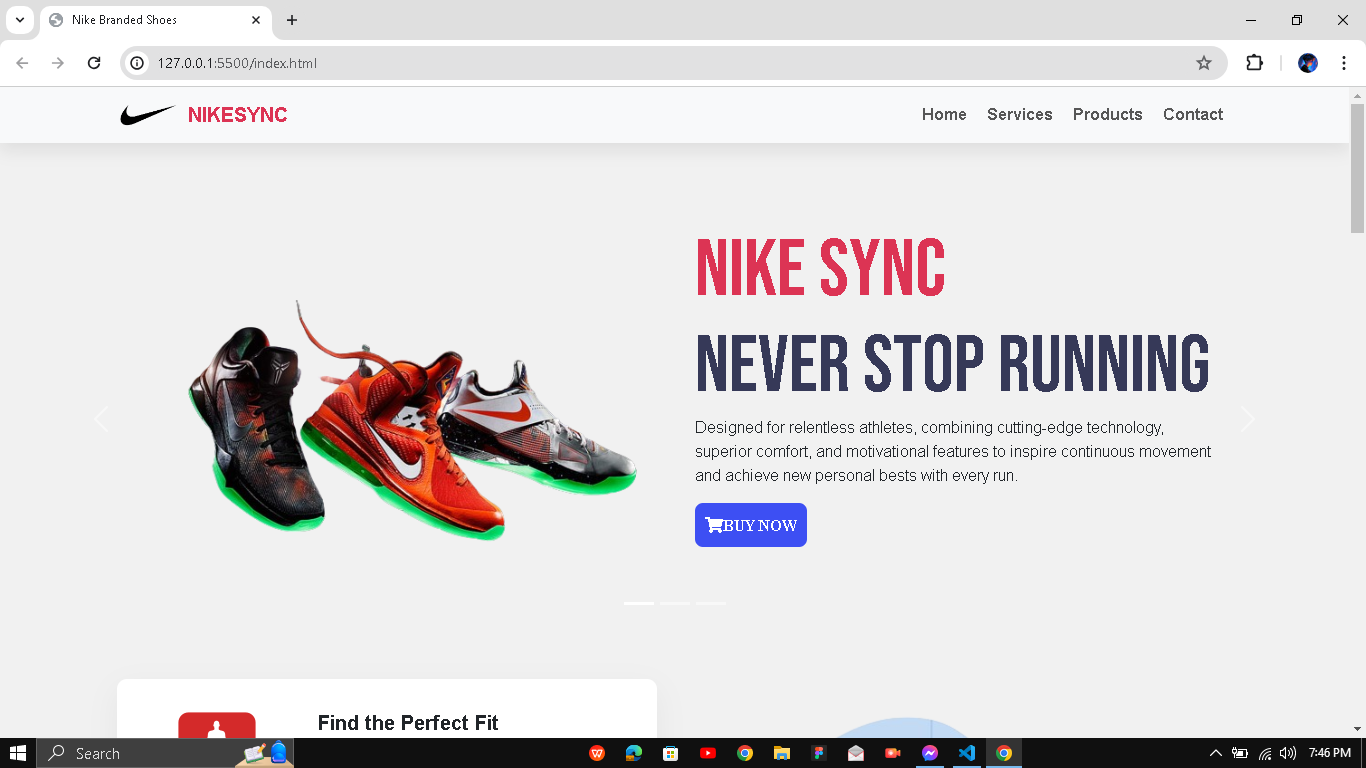 Nike Branded Shoes
127.0.0.1:5500/index.html
NIKESYNC
Home Services Products Contact
NIKE SYNC
NEVER STOP RUNNING
Designed for relentless athletes, combining cutting-edge technology,
superior comfort, and motivational features to inspire continuous movement
and achieve new personal bests with every run.
BUY NOW
Find the Perfect Fit
Search
7:46 PM